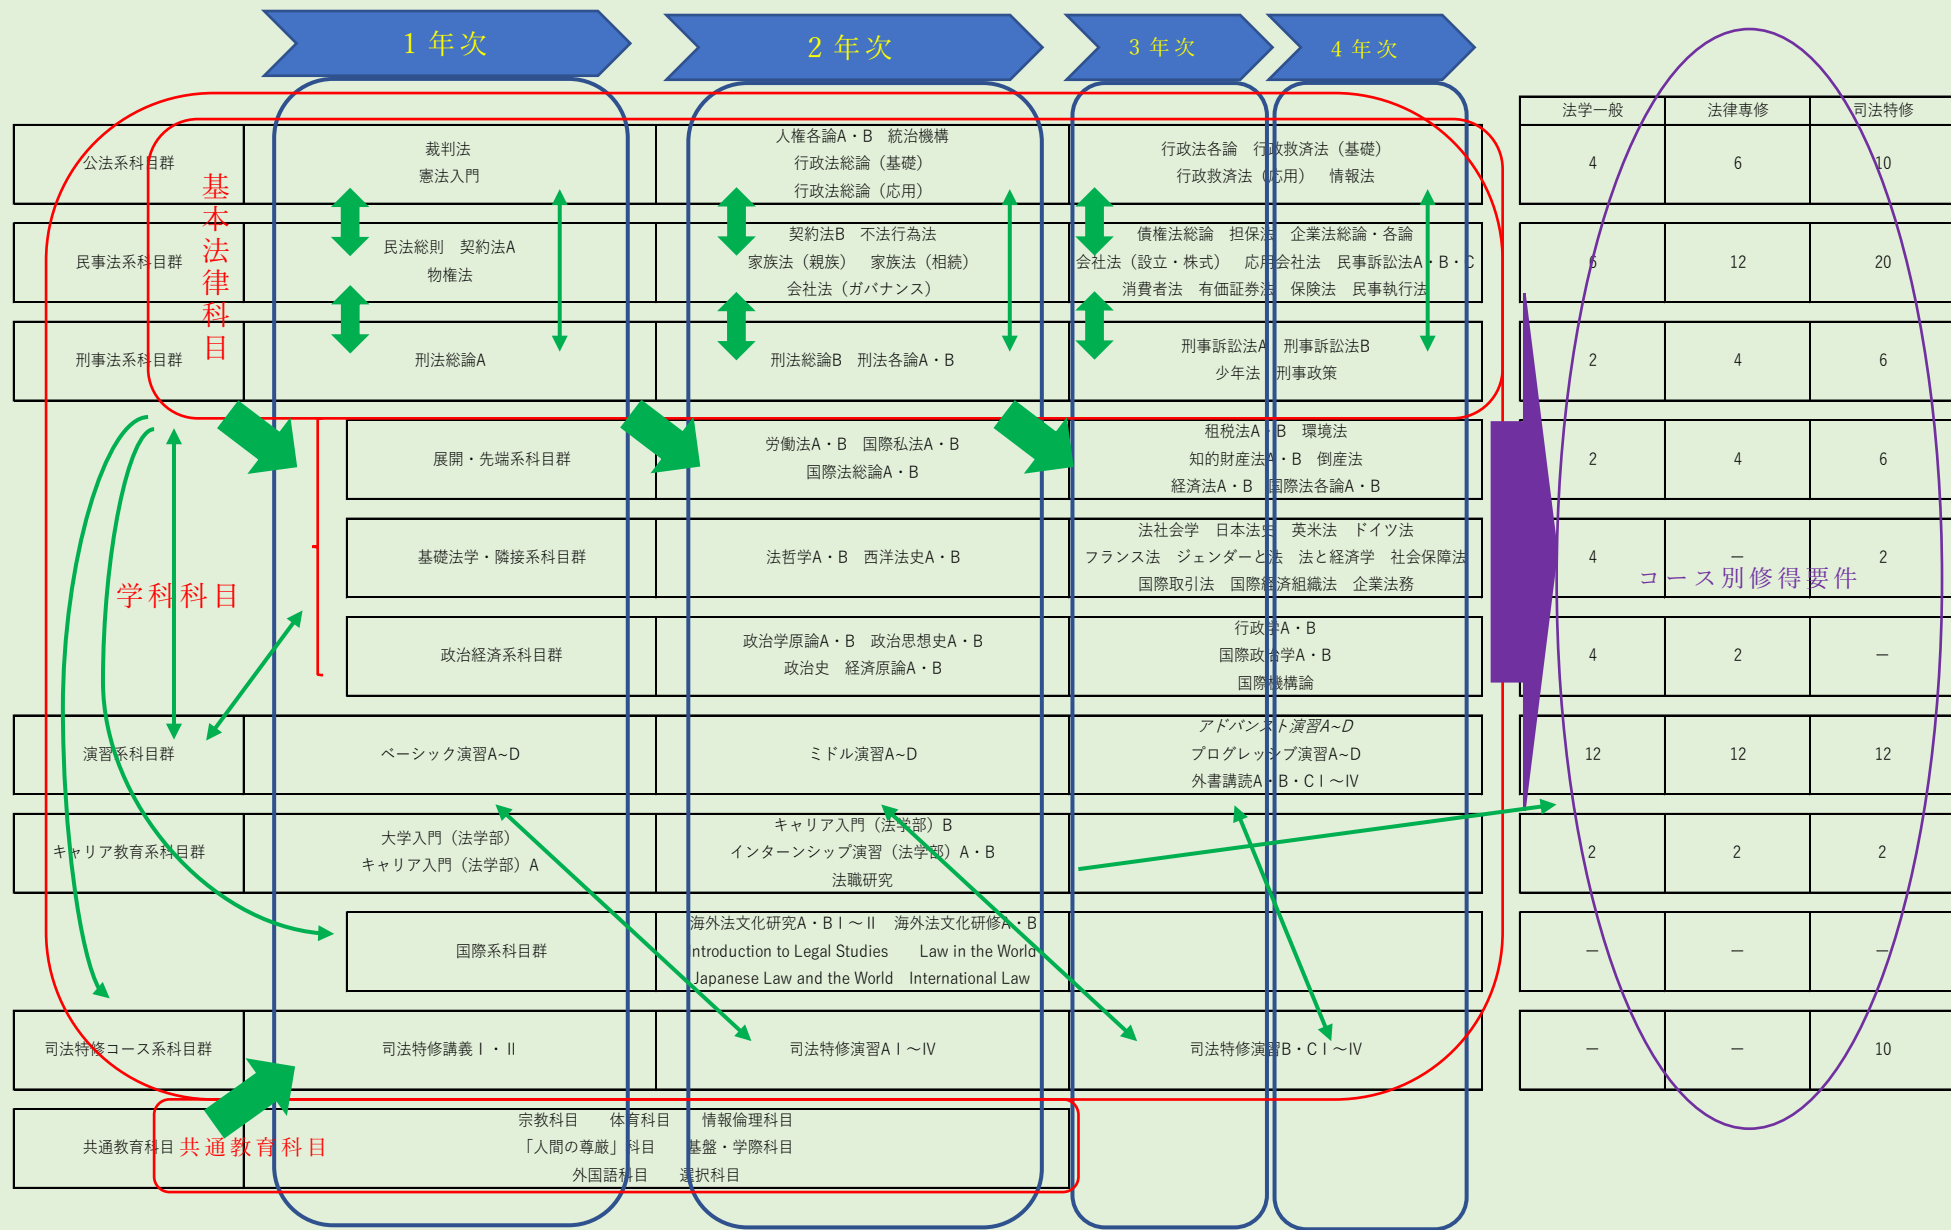 1 年次
2 年次
3 年次
4 年次
法学一般
法律専修
司法特修
公法系科目群
裁判法
憲法入門
人権各論A・B　統治機構
行政法総論（基礎）
行政法総論（応用）
行政法各論　行政救済法（基礎）
行政救済法（応用）　情報法
4
6
10
基本法律科目
民事法系科目群
民法総則　契約法A
物権法
契約法B　不法行為法
家族法（親族）　家族法（相続）
会社法（ガバナンス）
債権法総論　担保法　企業法総論・各論
会社法（設立・株式）　応用会社法　民事訴訟法A・B・C
消費者法　有価証券法　保険法　民事執行法
6
12
20
刑事法系科目群
刑法総論A
刑法総論B　刑法各論A・B
刑事訴訟法A　刑事訴訟法B
少年法　刑事政策
2
4
6
展開・先端系科目群
労働法A・B　国際私法A・B
国際法総論A・B
租税法A・B　環境法
知的財産法A・B　倒産法
経済法A・B　国際法各論A・B
2
4
6
学科科目
基礎法学・隣接系科目群
法哲学A・B　西洋法史A・B
法社会学　日本法史　英米法　ドイツ法
フランス法　ジェンダーと法　法と経済学　社会保障法
国際取引法　国際経済組織法　企業法務
4
—
2
コース別修得要件
政治経済系科目群
政治学原論A・B　政治思想史A・B
政治史　経済原論A・B
行政学A・B
国際政治学A・B
国際機構論
4
2
—
演習系科目群
ベーシック演習A~D
ミドル演習A~D
アドバンスト演習A~D
プログレッシブ演習A~D
外書講読A・B・CⅠ～Ⅳ
12
12
12
キャリア教育系科目群
大学入門（法学部）
キャリア入門（法学部）A
キャリア入門（法学部）B
インターンシップ演習（法学部）A・B
法職研究
2
2
2
国際系科目群
海外法文化研究A・BⅠ～Ⅱ　海外法文化研修A・B
Introduction to Legal Studies　　Law in the World
Japanese Law and the World　International Law
—
—
—
司法特修コース系科目群
司法特修講義Ⅰ・Ⅱ
司法特修演習AⅠ～Ⅳ
司法特修演習B・CⅠ～Ⅳ
—
—
10
共通教育科目
共通教育科目
宗教科目　　体育科目　　情報倫理科目
「人間の尊厳」科目　　基盤・学際科目
外国語科目　　選択科目